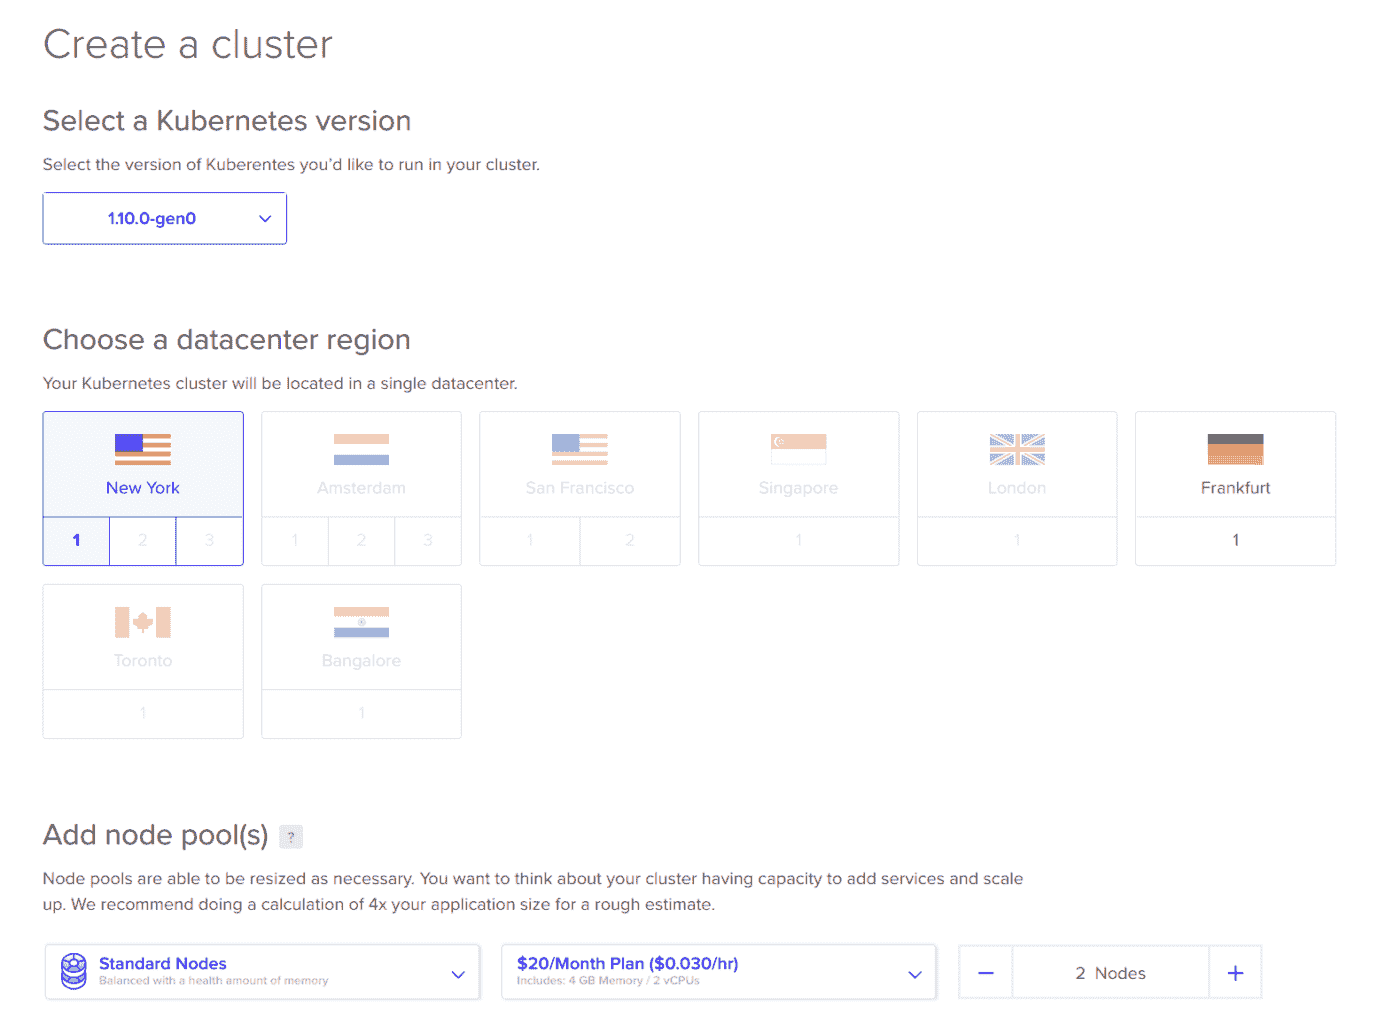 Create a cluster
Select a Kubernetes version
Select the version of Kuberentes you'd like to run in your cluster.
1.10.0-gen0
Choose a datacenter region
Your Kubernetes cluster will be located in a single datacenter.
New York
Amsterdam
San Francisco
Singapore
London
Frankfurt
1 2 3
1 2 3
1 2
1
1
1
Toronto
Bangalore
1
1
Add node pool(s) ?
Node pools are able to be resized as necessary. You want to think about your cluster having capacity to add services and scale
up. We recommend doing a calculation of 4x your application size for a rough estimate.
Standard Nodes
Balanced with a health amount of memory
$20/Month Plan ($0.030/hr)
Includes: 4 GB Memory / 2 vCPUs
2 Nodes